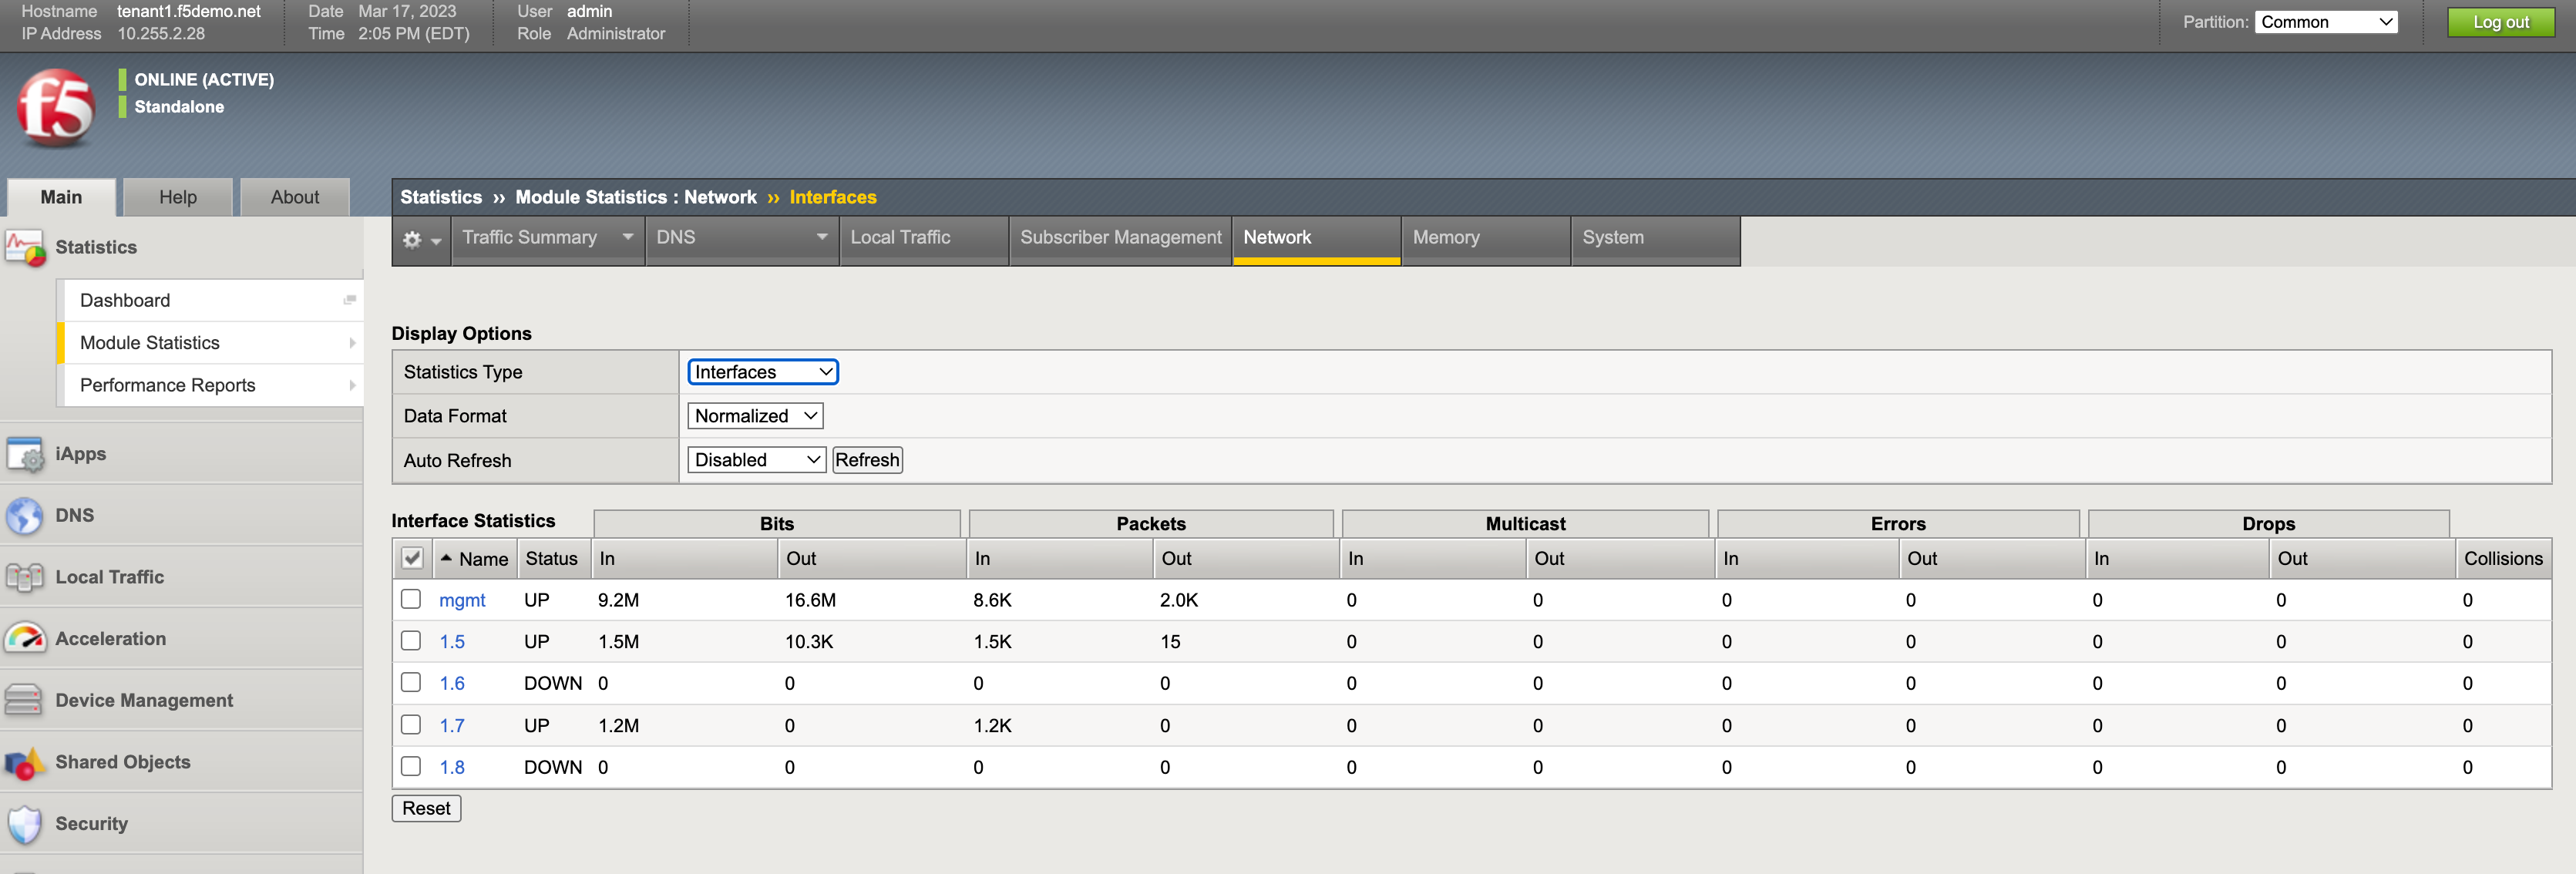 Hostname tenant1.f5demo.net Date Mar 17, 2023 User admin Partition: Common Log out
IP Address 10.255.2.28 Time 2:05 PM (EDT) Role Administrator
f5
ONLINE (ACTIVE)
Standalone
Main Help About
Statistics
Dashboard
Module Statistics
Performance Reports
iApps
DNS
Local Traffic
Acceleration
Device Management
Shared Objects
Security
Statistics ›› Module Statistics : Network ›› Interfaces
Traffic Summary DNS Local Traffic Subscriber Management Network Memory System
Display Options
Statistics Type Interfaces
Data Format Normalized
Auto Refresh Disabled Refresh
Interface Statistics Bits Packets Multicast Errors Drops
Name Status In Out In Out In Out In Out In Out Collisions
mgmt UP 9.2M 16.6M 8.6K 2.0K 0 0 0 0 0 0 0
1.5 UP 1.5M 10.3K 1.5K 15 0 0 0 0 0 0 0
1.6 DOWN 0 0 0 0 0 0 0 0 0 0 0
1.7 UP 1.2M 0 1.2K 0 0 0 0 0 0 0 0
1.8 DOWN 0 0 0 0 0 0 0 0 0 0 0
Reset